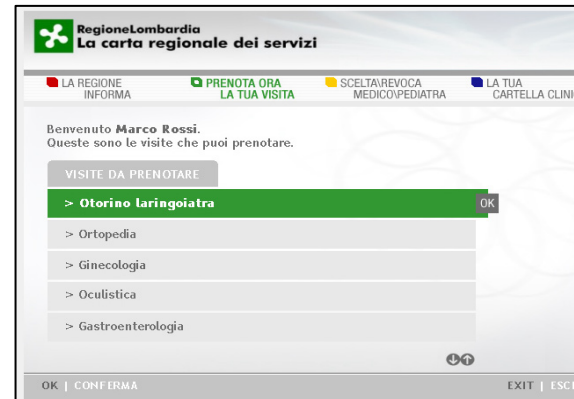 RegioneLombardia
La carta regionale dei servizi
LA REGIONE INFORMA
PRENOTA ORA LA TUA VISITA
SCELTA\REVOCA MEDICO\PEDIATRA
LA TUA CARTELLA CLINI
Benvenuto Marco Rossi.
Queste sono le visite che puoi prenotare.
VISITE DA PRENOTARE
> Otorino laringoiatra OK
> Ortopedia
> Ginecologia
> Oculistica
> Gastroenterologia
OK | CONFERMA EXIT | ESCI